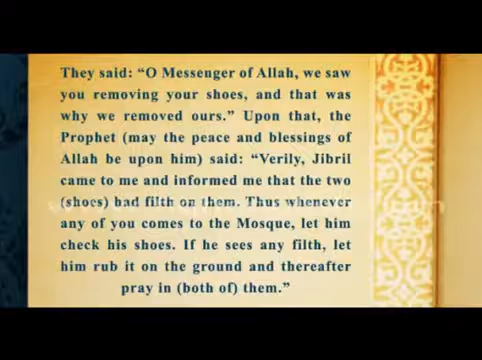 They said: “O Messenger of Allah, we saw
you removing your shoes, and that was
why we removed ours.” Upon that, the
Prophet (may the peace and blessings of
Allah be upon him) said: “Verily, Jibril
came to me and informed me that the two
(shoes) had filth on them. Thus whenever
any of you comes to the Mosque, let him
check his shoes. If he sees any filth, let
him rub it on the ground and thereafter
pray in (both of) them.”